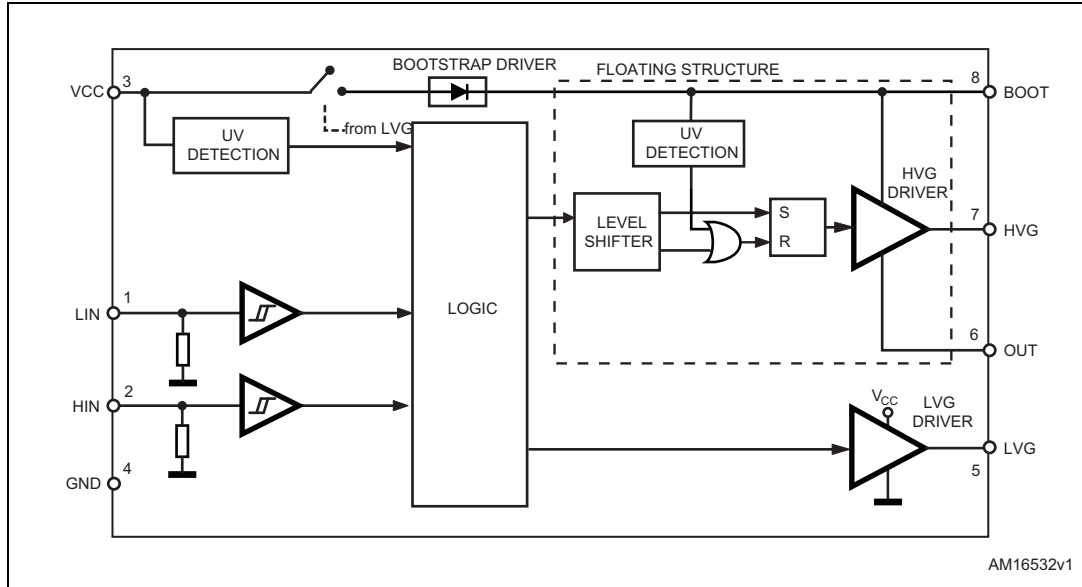 BOOTSTRAP DRIVER
FLOATING STRUCTURE
3
8
VCC
BOOT
from LVG
UV
DETECTION
UV
DETECTION
HVG
DRIVER
7
HVG
LEVEL
SHIFTER
S
R
LOGIC
1
LIN
6
OUT
2
HIN
VCC
LVG
DRIVER
LVG
5
4
GND
AM16532v1